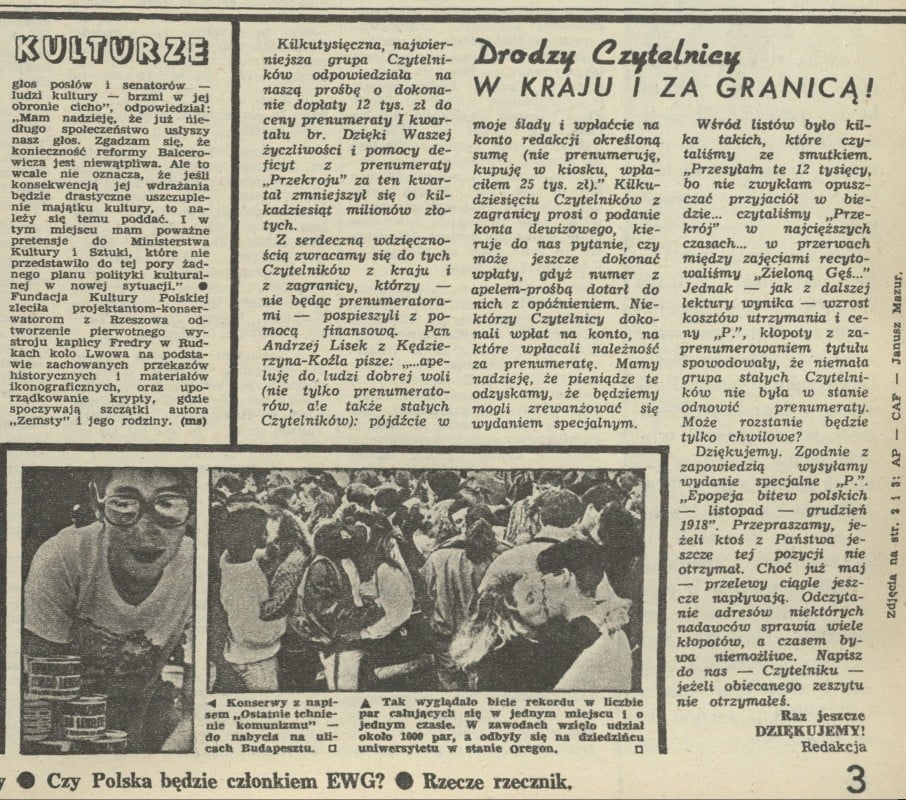 KULTURZE
głos posłów i senatorów —
ludzi kultury — brzmi w jej
obronie cicho", odpowiedział:
„Mam nadzieję, że już nie-
długo społeczeństwo usłyszy
nasz głos. Zgadzam się, że
konieczność reformy Balcero-
wicza jest niewątpliwa. Ale to
wcale nie oznacza, że jeśli
konsekwencją jej wdrażania
będzie drastyczne uszczuple-
nie majątku kultury, to na-
leży się temu poddać. I w
tym miejscu mam poważne
pretensje do Ministerstwa
Kultury i Sztuki, które nie
przedstawiło do tej pory żad-
nego planu polityki kultural-
nej w nowej sytuacji." ●
Fundacja Kultury Polskiej
zleciła projektantom-konser-
watorom z Rzeszowa od-
tworzenie pierwotnego wy-
stroju kaplicy Fredry w Rud-
kach koło Lwowa na podsta-
wie zachowanych przekazów
historycznych i materiałów
ikonograficznych, oraz upo-
rządkowanie krypty, gdzie
spoczywają szczątki autora
„Zemsty" i jego rodziny. (ms)
Drodzy Czytelnicy
W KRAJU I ZA GRANICĄ!
Kilkutysięczna, najwier-
niejsza grupa Czytelni-
ków odpowiedziała na
naszą prośbę o dokona-
nie dopłaty 12 tys. zł do
ceny prenumeraty I kwar-
tału br. Dzięki Waszej
życzliwości i pomocy de-
ficyt z prenumeraty
„Przekroju" za ten kwar-
tał zmniejszył się o kil-
kadziesiąt milionów zło-
tych.
Z serdeczną wdzięczno-
ścią zwracamy się do tych
Czytelników z kraju i
z zagranicy, którzy —
nie będąc prenumeratora-
mi — pospieszyli z po-
mocą finansową. Pan
Andrzej Lisek z Kędzie-
rzyna-Koźla pisze: „...ape-
luję do ludzi dobrej woli
(nie tylko prenumerato-
rów, ale także stałych
Czytelników): pójdźcie w
moje ślady i wpłaćcie na
konto redakcji określoną
sumę (nie prenumeruję,
kupuję w kiosku, wpła-
ciłem 25 tys. zł)." Kilku-
dziesięciu Czytelników z
zagranicy prosi o podanie
konta dewizowego, kie-
ruje do nas pytanie, czy
może jeszcze dokonać
wpłaty, gdyż numer z
apelem-prośbą dotarł do
nich z opóźnieniem. Nie-
którzy Czytelnicy doko-
nali wpłat na konto, na
które wpłacali należność
za prenumeratę. Mamy
nadzieję, że pieniądze te
odzyskamy, że będziemy
mogli zrewanżować się
wydaniem specjalnym.
Wśród listów było kil-
ka takich, które czy-
taliśmy ze smutkiem.
„Przesyłam te 12 tysięcy,
bo nie zwykłam opusz-
czać przyjaciół w bie-
dzie... czytaliśmy „Prze-
krój" w najcięższych
czasach... w przerwach
między zajęciami recyto-
waliśmy „Zieloną Gęś..."
Jednak — jak z dalszej
lektury wynika — wzrost
kosztów utrzymania i ce-
ny „P.", kłopoty z za-
prenumerowaniem tytułu
spowodowały, że niemała
grupa stałych Czytelni-
ków nie była w stanie
odnowić prenumeraty.
Może rozstanie będzie
tylko chwilowe?
Dziękujemy. Zgodnie z
zapowiedzią wysyłamy
wydanie specjalne „P.".
„Epopeja bitew polskich
— listopad — grudzień
1918". Przepraszamy, je-
żeli ktoś z Państwa je-
szcze tej pozycji nie
otrzymał. Choć już maj
— przelewy ciągle jesz-
cze napływają. Odczyta-
nie adresów niektórych
nadawców sprawia wiele
kłopotów, a czasem by-
wa niemożliwe. Napisz
do nas — Czytelniku —
jeżeli obiecanego zeszytu
nie otrzymałeś.
Raz jeszcze
DZIĘKUJEMY!
Redakcja
Zdjęcia na str. 2 i 3: AP — CAF — Janusz Mazur.
◄ Konserwy z napi-
sem „Ostatnie tchnie-
nie komunizmu" —
do nabycia na uli-
cach Budapesztu. □
▲ Tak wyglądało bicie rekordu w liczbie
par całujących się w jednym miejscu i o
jednym czasie. W zawodach wzięło udział
około 1000 par, a odbyły się na dziedzińcu
uniwersytetu w stanie Oregon. □
y ● Czy Polska będzie członkiem EWG? ● Rzecze rzecznik.
3